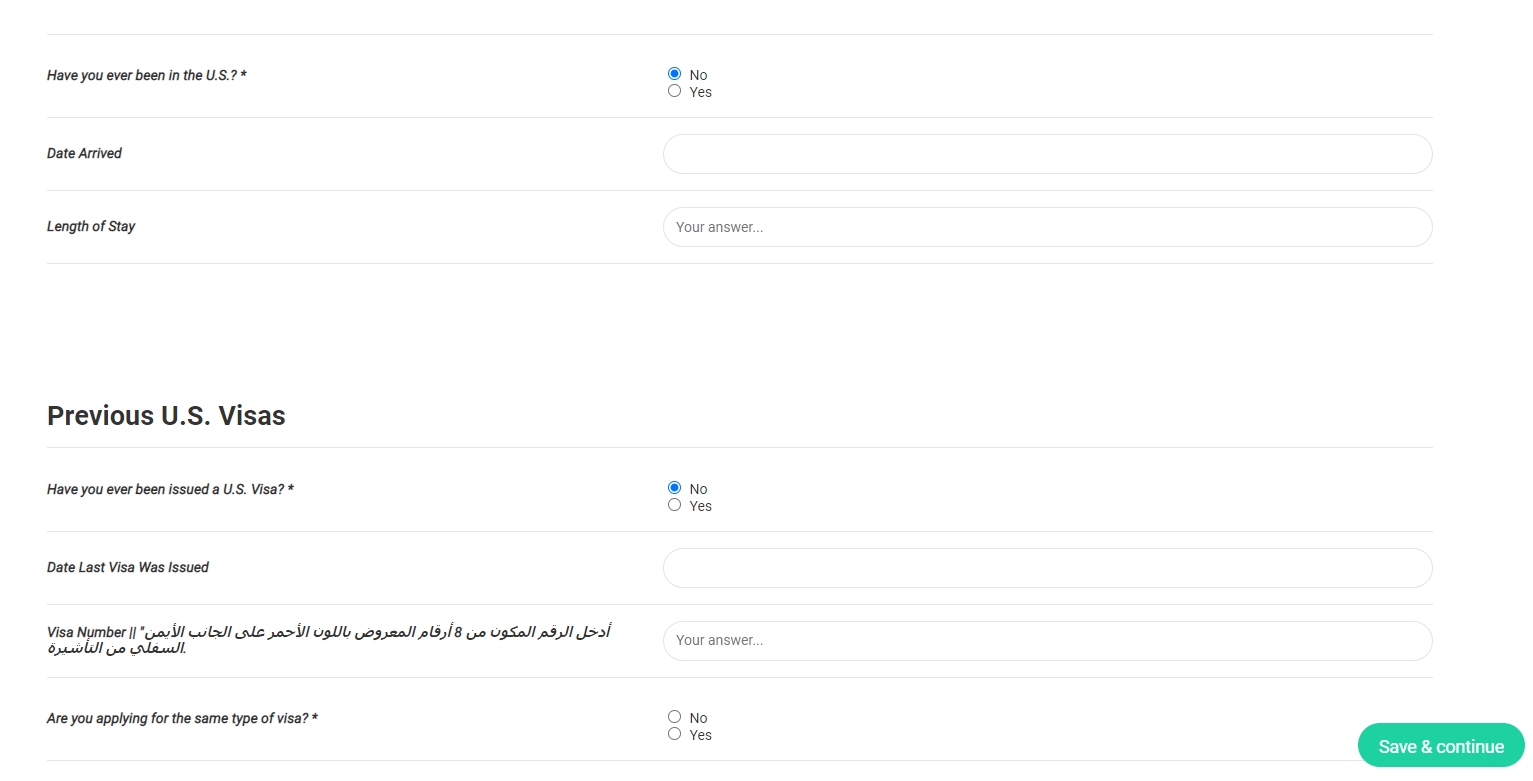 Have you ever been in the U.S.? *
No
Yes
Date Arrived
Length of Stay
Your answer...
Previous U.S. Visas
Have you ever been issued a U.S. Visa? *
No
Yes
Date Last Visa Was Issued
Visa Number || "أدخل الرقم المكون من 8 أرقام المعروض باللون الأحمر على الجانب الأيمن
السفلي من التأشيرة.
Your answer...
Are you applying for the same type of visa? *
No
Yes
Save & continue